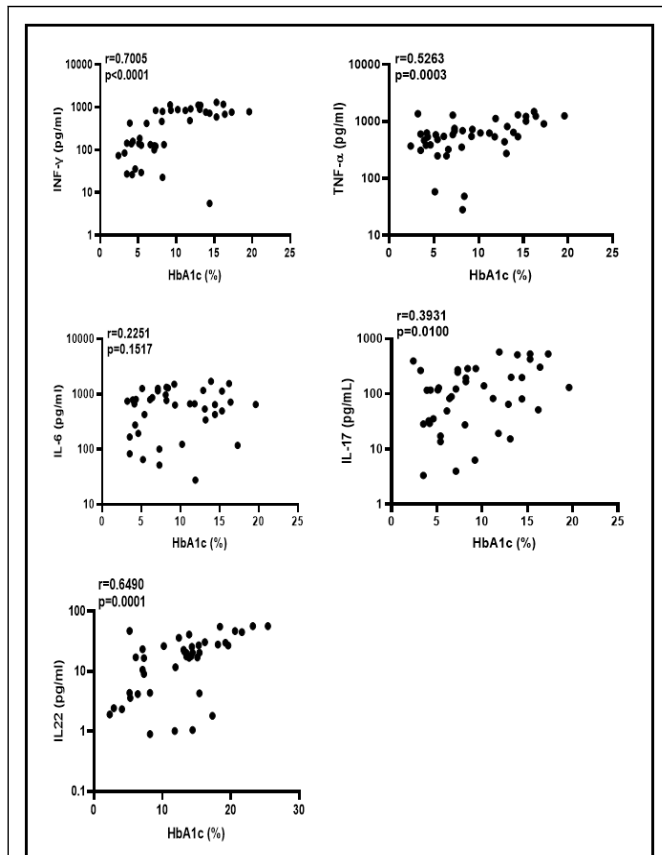 r=0.7005
p<0.0001
10000
1000
100
10
1
INF-γ (pg/ml)
0 5 10 15 20 25
HbA1c (%)
r=0.5263
p=0.0003
10000
1000
100
10
TNF-α (pg/ml)
0 5 10 15 20 25
HbA1c (%)
r=0.2251
p=0.1517
10000
1000
100
10
IL-6 (pg/ml)
0 5 10 15 20 25
HbA1c (%)
r=0.3931
p=0.0100
1000
100
10
1
IL-17 (pg/mL)
0 5 10 15 20 25
HbA1c (%)
r=0.6490
p=0.0001
100
10
1
0.1
IL22 (pg/ml)
0 10 20 30
HbA1c (%)